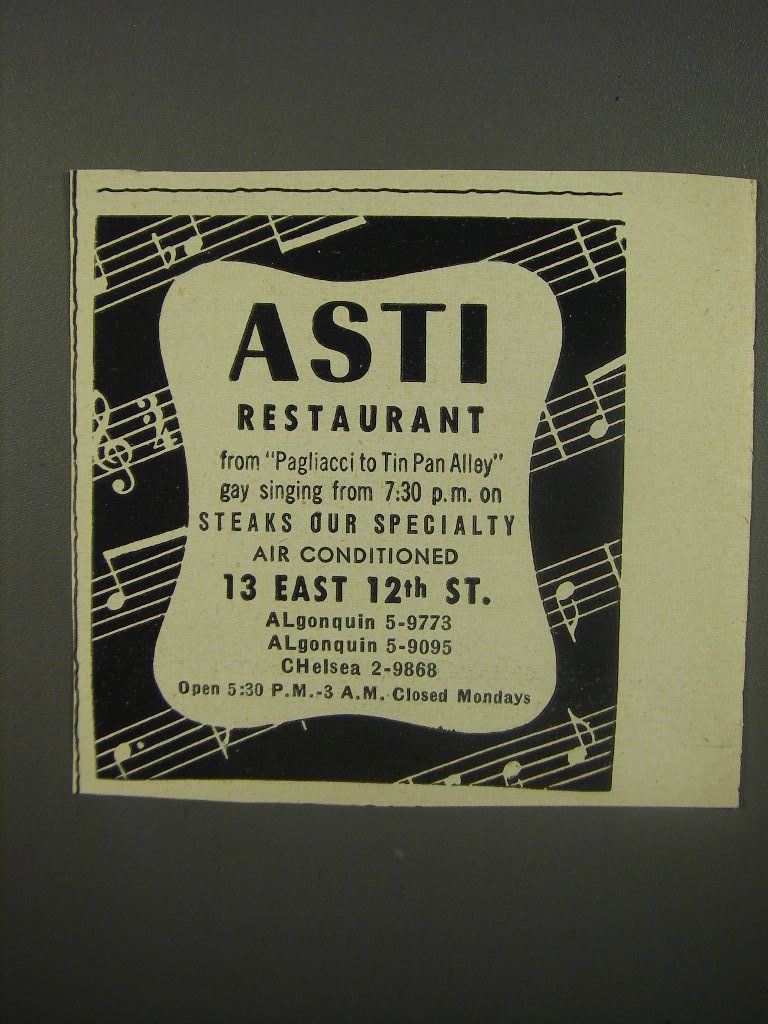 ASTI
RESTAURANT
from "Pagliacci to Tin Pan Alley"
gay singing from 7:30 p.m. on
STEAKS OUR SPECIALTY
AIR CONDITIONED
13 EAST 12th ST.
ALgonquin 5-9773
ALgonquin 5-9095
CHelsea 2-9868
Open 5:30 P.M.-3 A.M. Closed Mondays